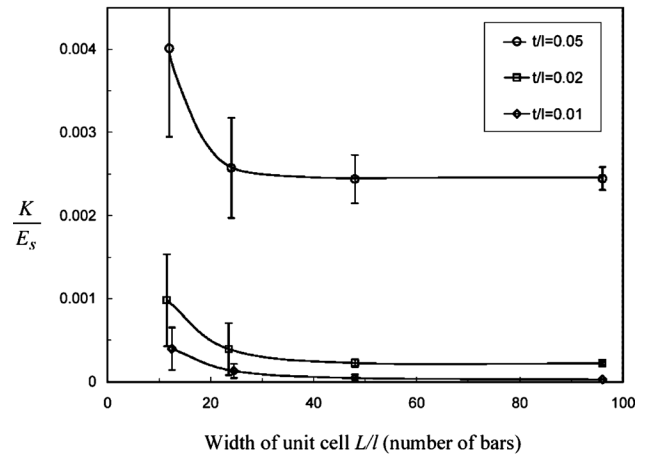 0.004
0.003
0.002
0.001
0
K
E_s
t/l=0.05
t/l=0.02
t/l=0.01
0 20 40 60 80 100
Width of unit cell L/l (number of bars)